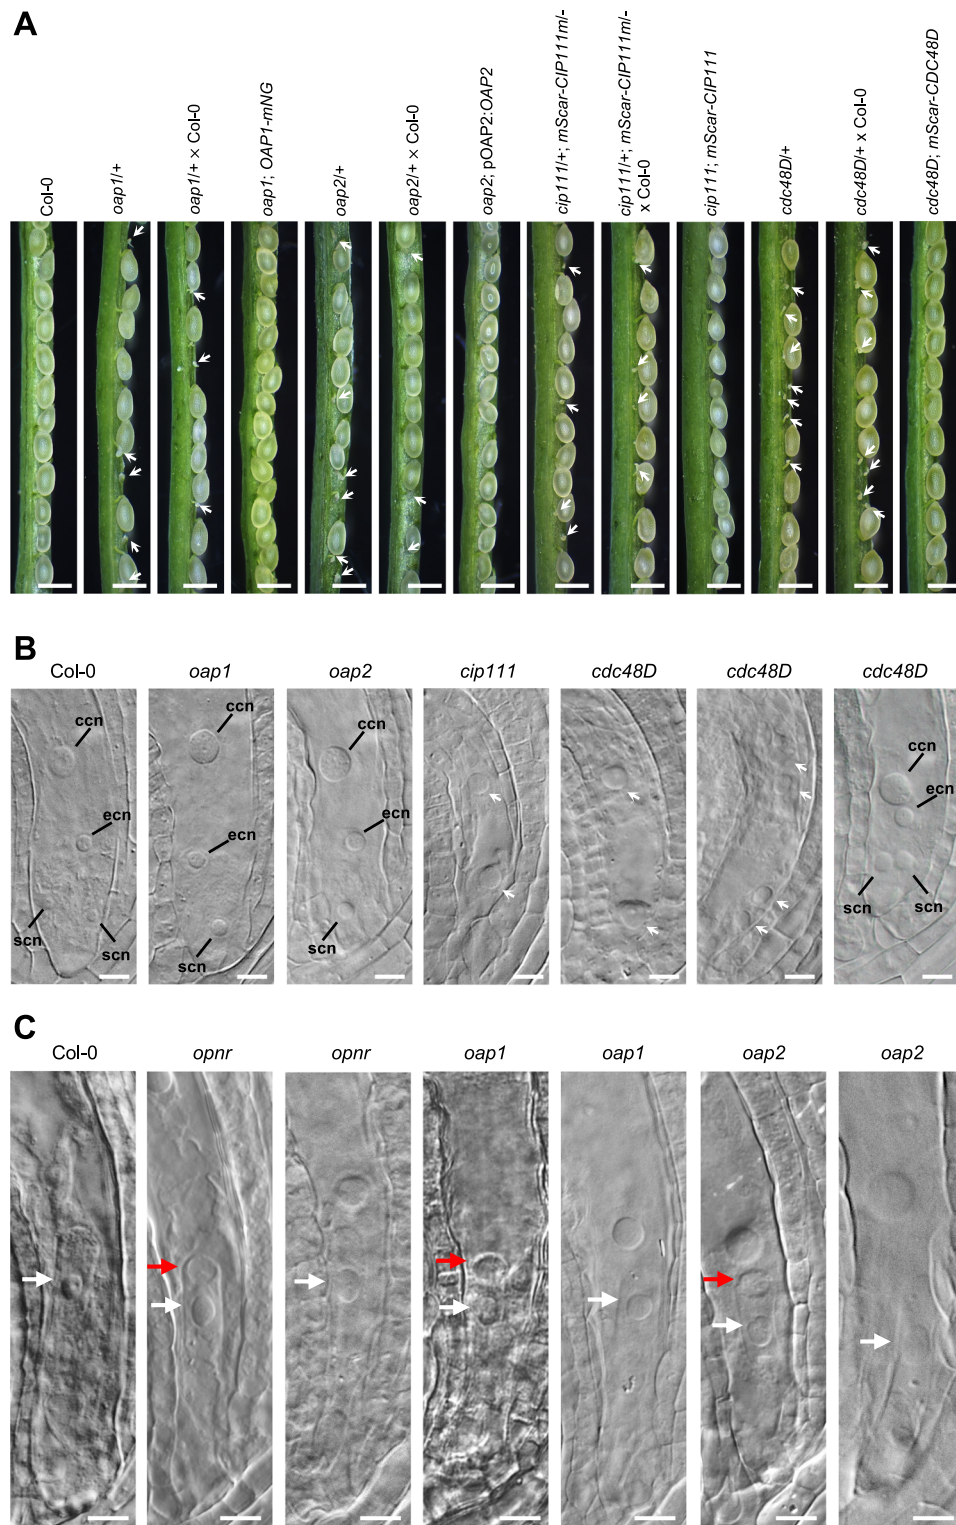 A
Col-0
oap1/+
oap1/+ × Col-0
oap1; OAP1-mNG
oap2/+
oap2/+ × Col-0
oap2; pOAP2:OAP2
cip111/+; mScar-CIP111m/-
cip111/+; mScar-CIP111m/-
x Col-0
cip111; mScar-CIP111
cdc48D/+
cdc48D/+ x Col-0
cdc48D; mScar-CDC48D
B
Col-0 oap1 oap2 cip111 cdc48D cdc48D cdc48D
ccn ccn ccn ccn
ecn ecn ecn ecn
scn scn scn scn scn scn
C
Col-0 opnr opnr oap1 oap1 oap2 oap2